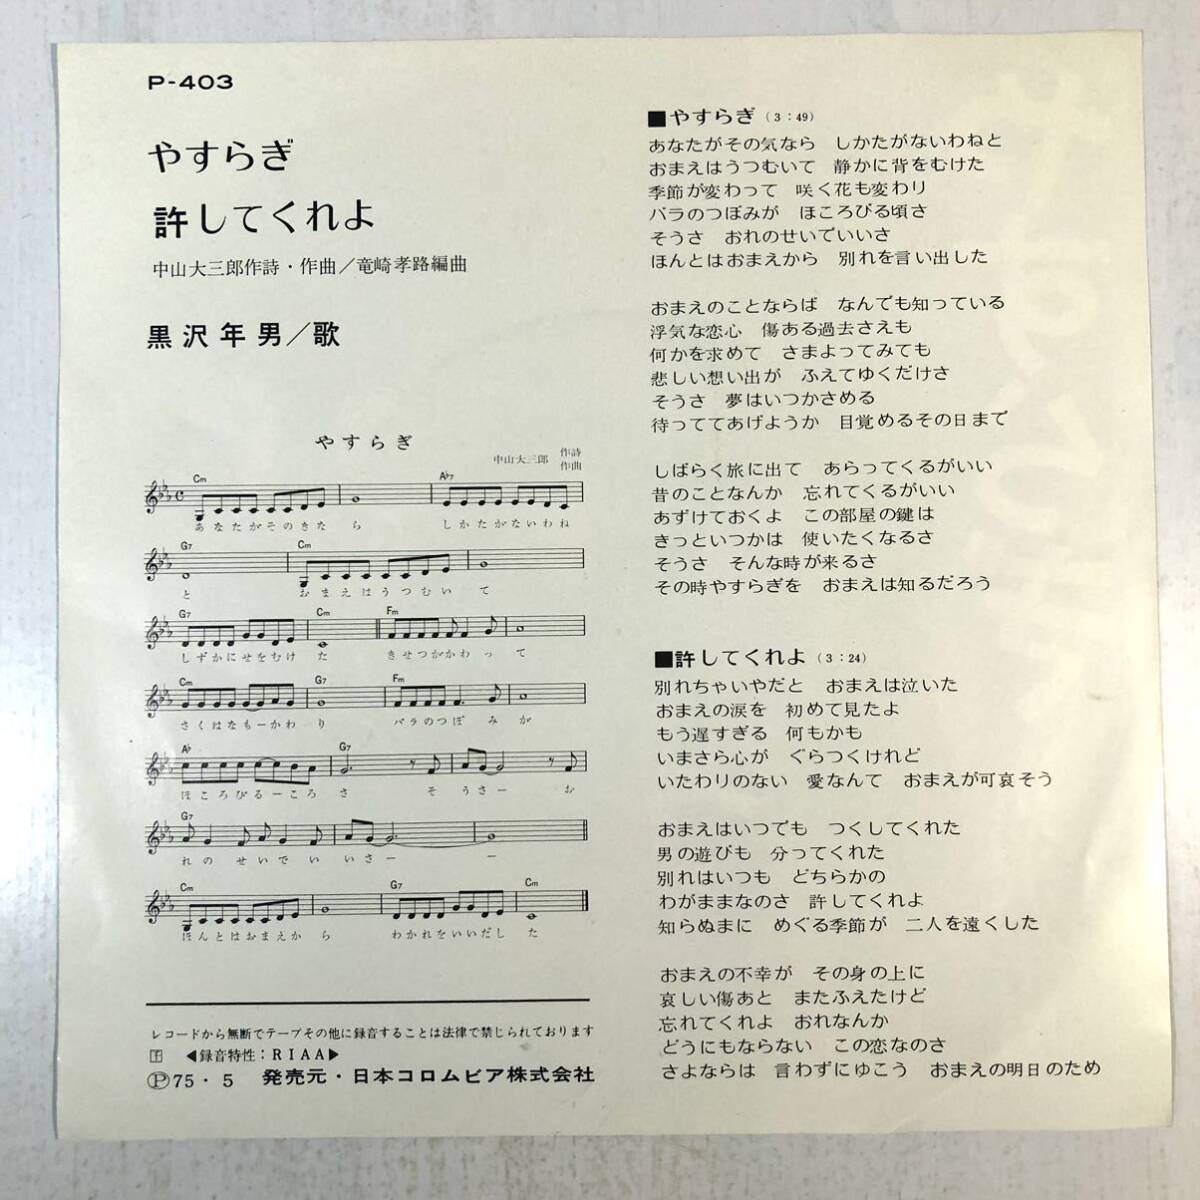 P-403
やすらぎ
許してくれよ
中山大三郎作詩・作曲／竜崎孝路編曲
黒沢年男／歌
やすらぎ
中山大三郎 作詩
作曲
Cm A♭7
あなたがそのきなら しかたがないわね
G7 Cm
と おまえはうつむいて
G7 Cm Fm
しずかにせをむけた きせつがかわって
Cm G7 Fm
さくはなもーかわり バラのつぼみが
A♭ G7
ほころびるーころさ そうさーお
G7
れのせいでいいさー ー
Cm G7 Cm
ほんとはおまえから わかれをいいだした
レコードから無断でテープその他に録音することは法律で禁じられております
◀録音特性：RIAA▶
Ⓟ75・5 発売元・日本コロムビア株式会社
■やすらぎ（3：49）
あなたがその気なら しかたがないわねと
おまえはうつむいて 静かに背をむけた
季節が変わって 咲く花も変わり
バラのつぼみが ほころびる頃さ
そうさ おれのせいでいいさ
ほんとはおまえから 別れを言い出した
おまえのことならば なんでも知っている
浮気な恋心 傷ある過去さえも
何かを求めて さまよってみても
悲しい想い出が ふえてゆくだけさ
そうさ 夢はいつかさめる
待っててあげようか 目覚めるその日まで
しばらく旅に出て あらってくるがいい
昔のことなんか 忘れてくるがいい
あずけておくよ この部屋の鍵は
きっといつかは 使いたくなるさ
そうさ そんな時が来るさ
その時やすらぎを おまえは知るだろう
■許してくれよ（3：24）
別れちゃいやだと おまえは泣いた
おまえの涙を 初めて見たよ
もう遅すぎる 何もかも
いまさら心が ぐらつくけれど
いたわりのない 愛なんて おまえが可哀そう
おまえはいつでも つくしてくれた
男の遊びも 分ってくれた
別れはいつも どちらかの
わがままなのさ 許してくれよ
知らぬまに めぐる季節が 二人を遠くした
おまえの不幸が その身の上に
哀しい傷あと またふえたけど
忘れてくれよ おれなんか
どうにもならない この恋なのさ
さよならは 言わずにゆこう おまえの明日のため